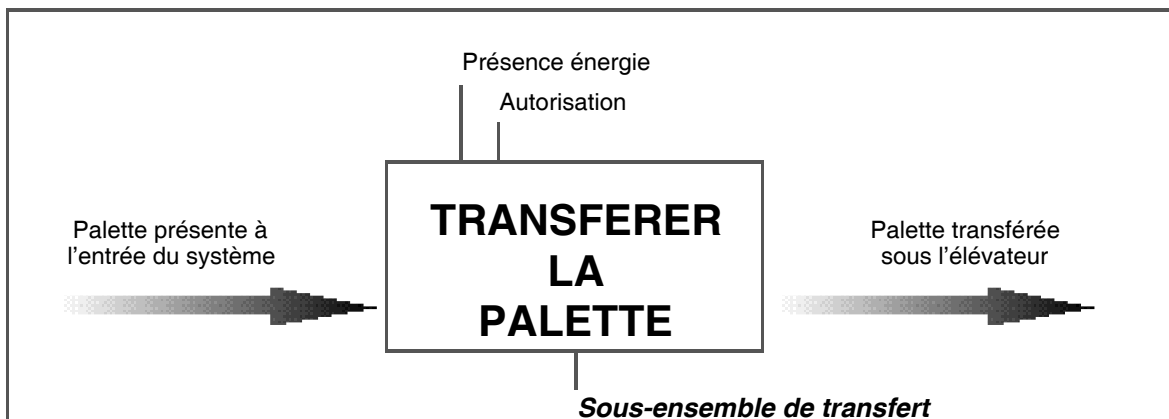 Présence énergie
Autorisation
TRANSFERER
LA
PALETTE
Palette présente à
l'entrée du système
Palette transférée
sous l'élévateur
Sous-ensemble de transfert